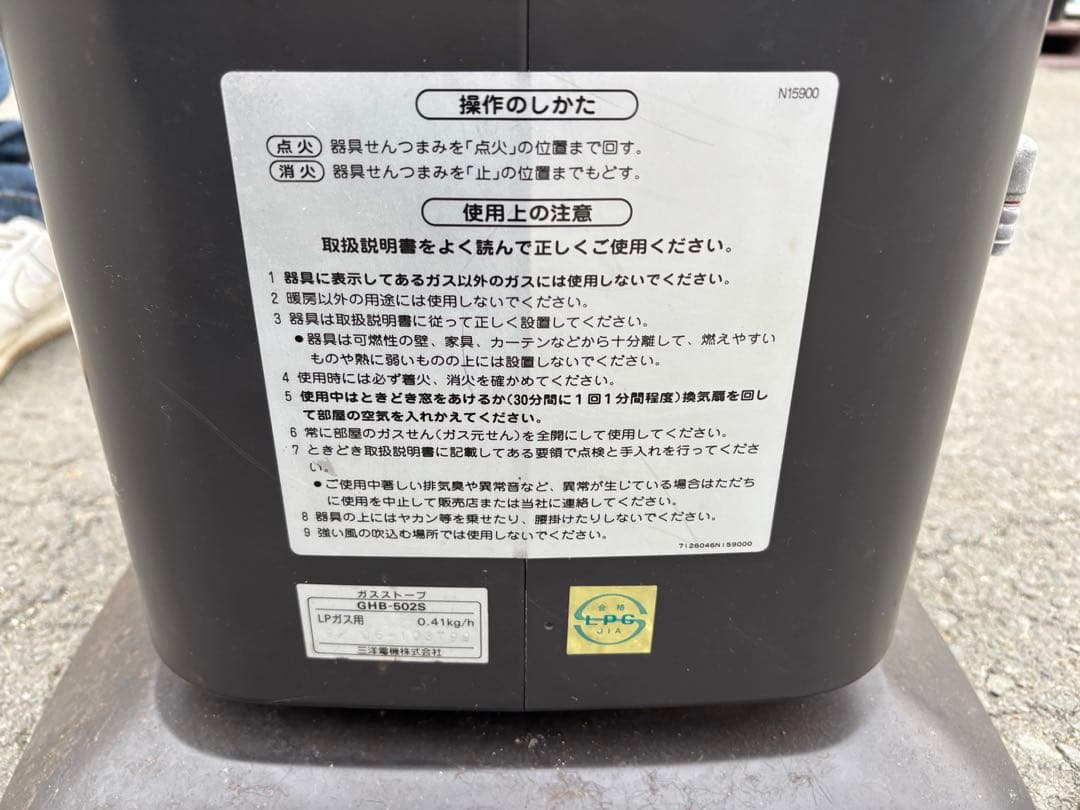 操作のしかた
N15900
点火 器具せんつまみを「点火」の位置まで回す。
消火 器具せんつまみを「止」の位置までもどす。
使用上の注意
取扱説明書をよく読んで正しくご使用ください。
1 器具に表示してあるガス以外のガスには使用しないでください。
2 暖房以外の用途には使用しないでください。
3 器具は取扱説明書に従って正しく設置してください。
●器具は可燃性の壁、家具、カーテンなどから十分離して、燃えやすい
ものや熱に弱いものの上には設置しないでください。
4 使用時には必ず着火、消火を確かめてください。
5 使用中はときどき窓をあけるか(30分間に1回1分間程度)換気扇を回し
て部屋の空気を入れかえてください。
6 常に部屋のガスせん(ガス元せん)を全開にして使用してください。
7 ときどき取扱説明書に記載してある要領で点検と手入れを行ってくださ
い。
●ご使用中著しい排気臭や異常音など、異常が生じている場合はただち
に使用を中止して販売店または当社に連絡してください。
8 器具の上にはヤカン等を乗せたり、腰掛けたりしないでください。
9 強い風の吹込む場所では使用しないでください。
7126046N159000
ガスストーブ
GHB-502S
LPガス用 0.41kg/h
三洋電機株式会社
合格
LPG
JIA